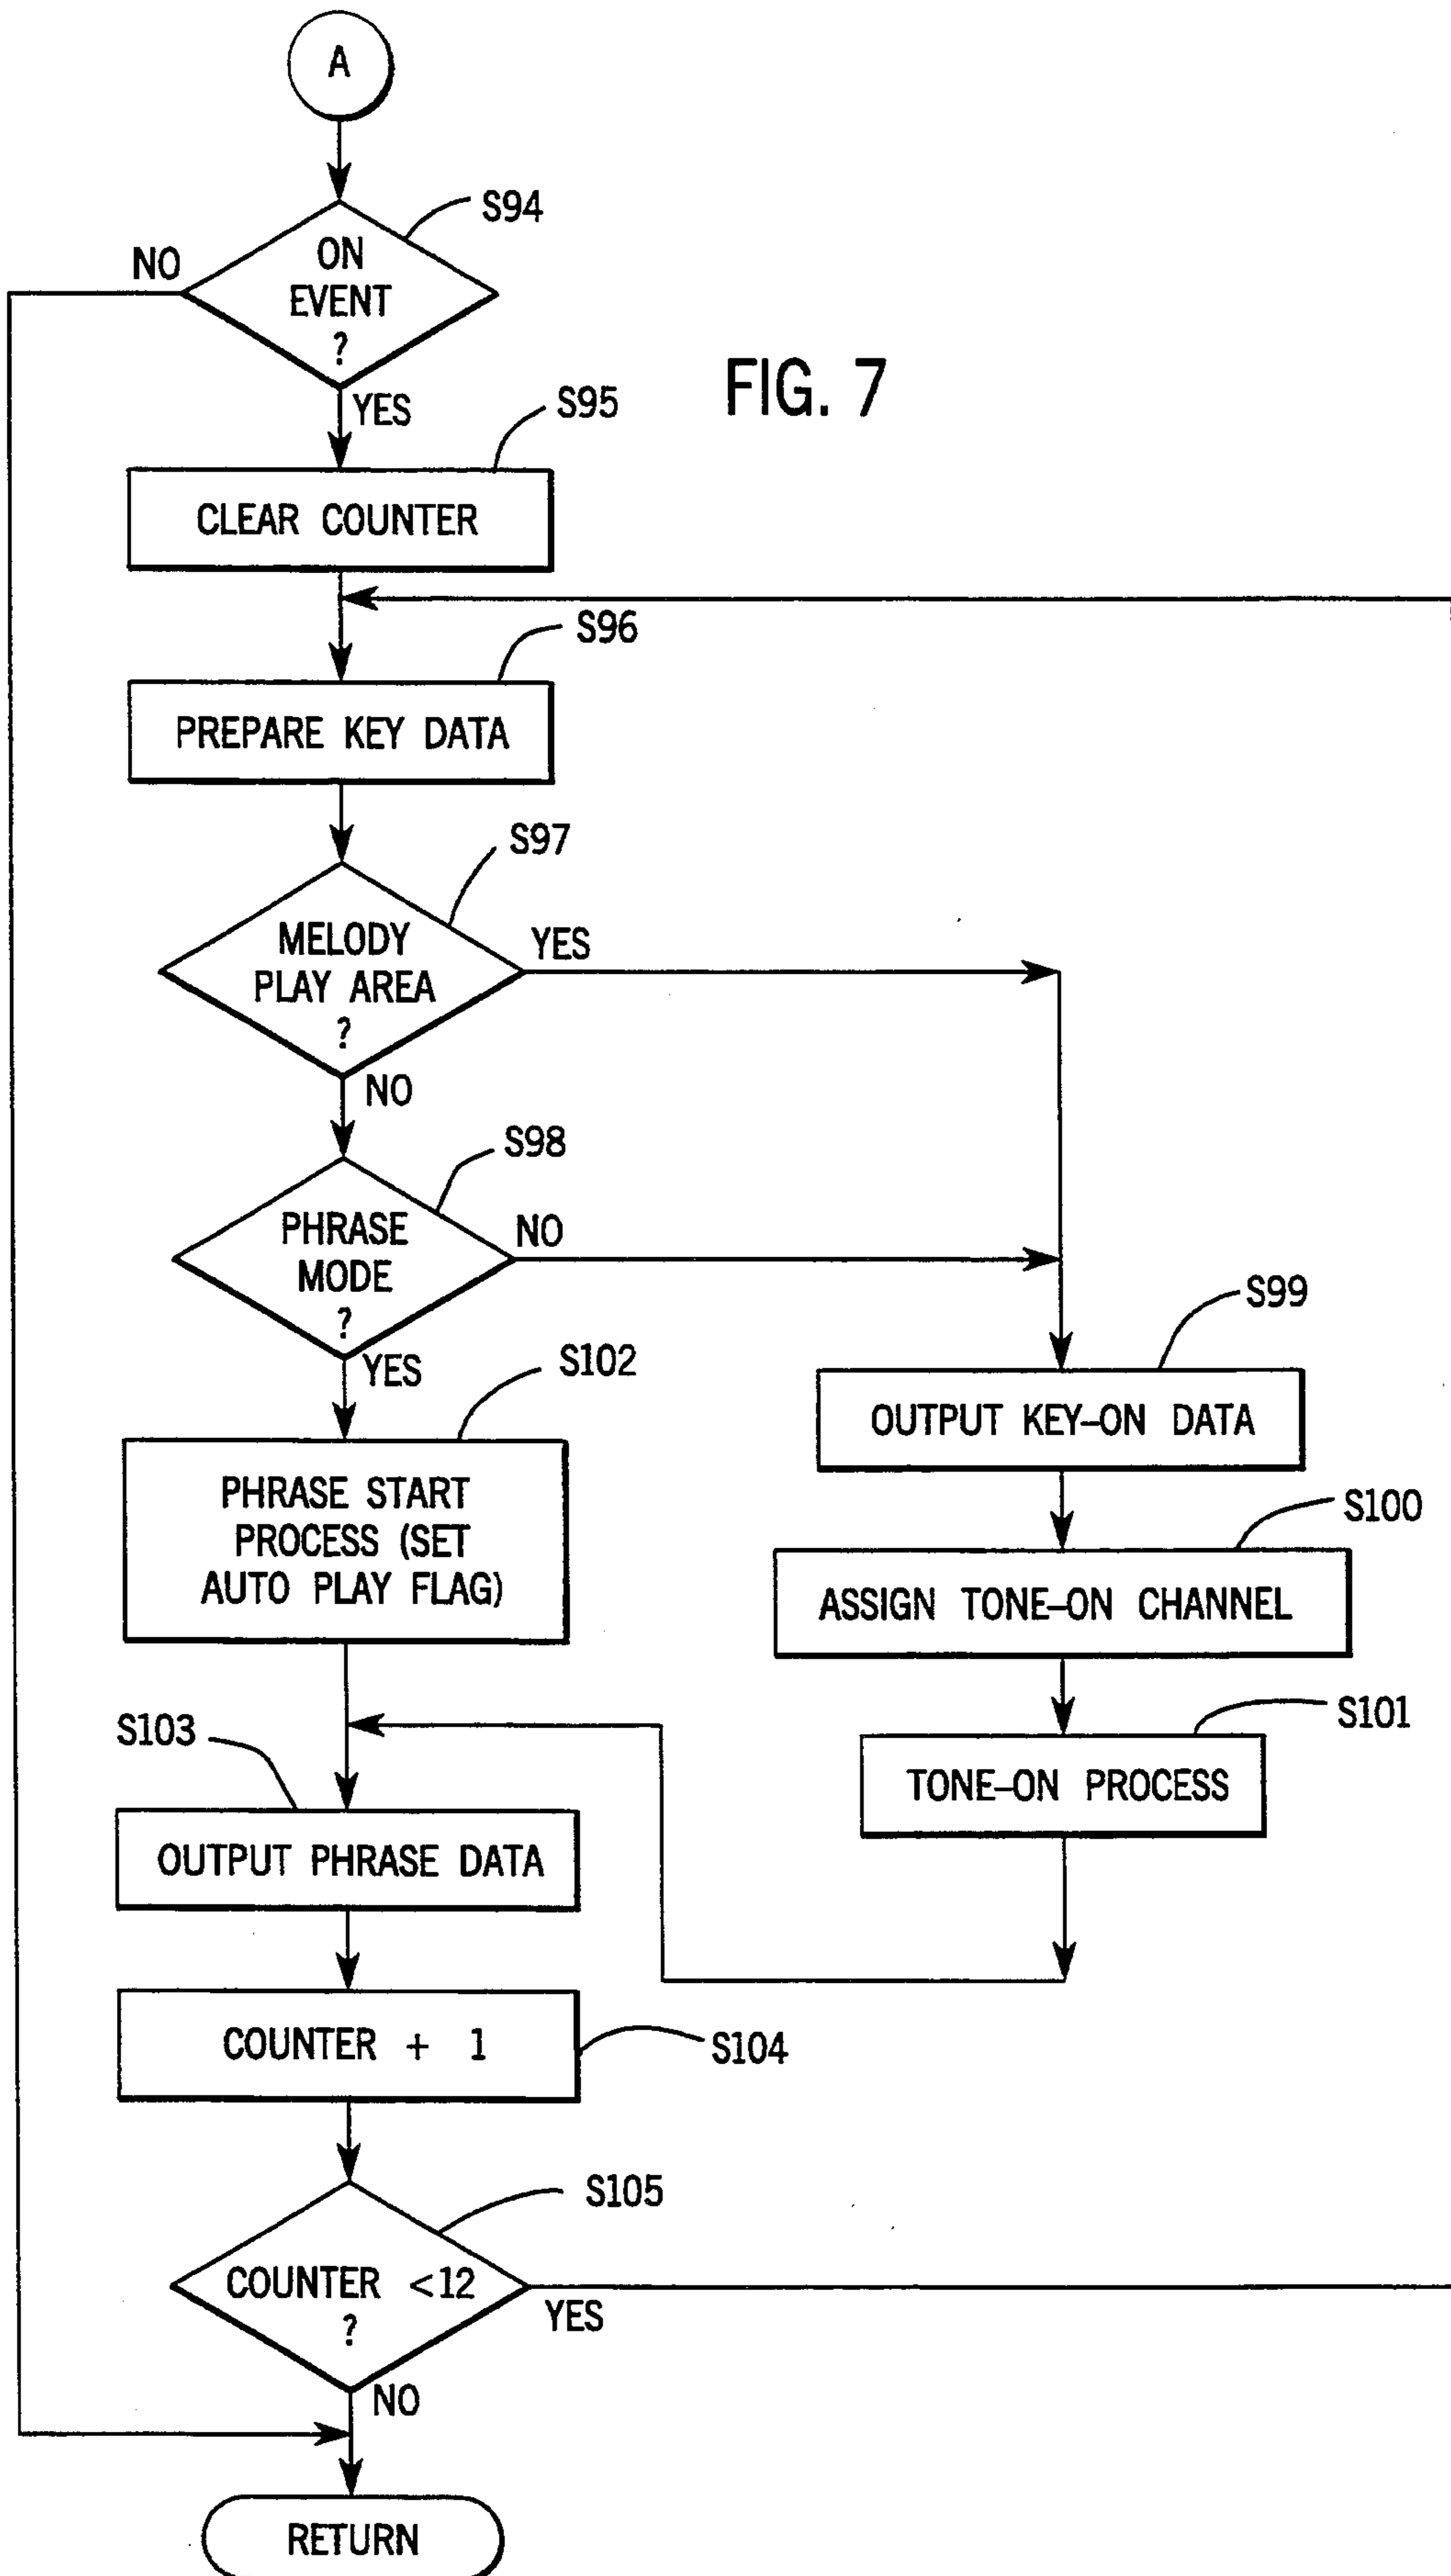 A
S94
ON
EVENT
?
NO
YES
FIG. 7
S95
CLEAR COUNTER
S96
PREPARE KEY DATA
S97
MELODY
PLAY AREA
?
YES
NO
S98
PHRASE
MODE
?
NO
YES
S99
OUTPUT KEY-ON DATA
S100
ASSIGN TONE-ON CHANNEL
S101
TONE-ON PROCESS
S102
PHRASE START
PROCESS (SET
AUTO PLAY FLAG)
S103
OUTPUT PHRASE DATA
COUNTER + 1
S104
S105
COUNTER <12
?
YES
NO
RETURN